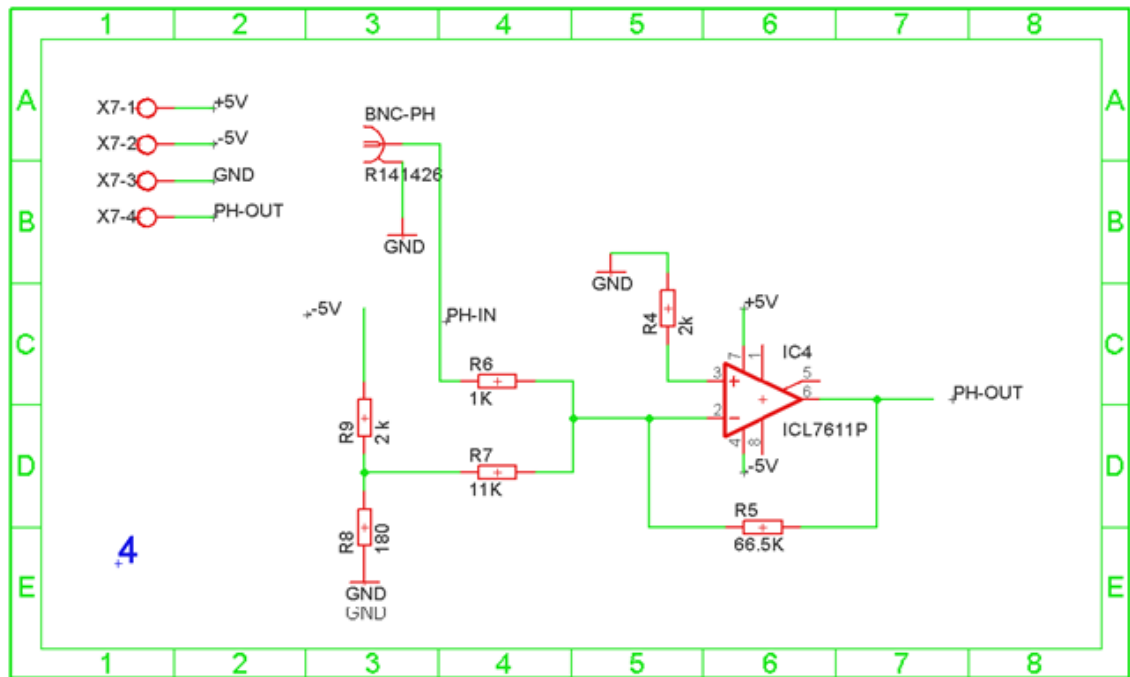 1 2 3 4 5 6 7 8
A A
X7-1 +5V
BNC-PH
X7-2 -5V
X7-3 GND
R141426
X7-4 PH-OUT
B B
GND
GND
-5V
PH-IN
R4
2k
+5V
7
1
IC4
C C
R6
1K
3
5
6
PH-OUT
2
ICL7611P
4
8
-5V
R9
2k
R7
11K
D D
R5
66.5K
R8
180
4
E E
GND
GND
1 2 3 4 5 6 7 8